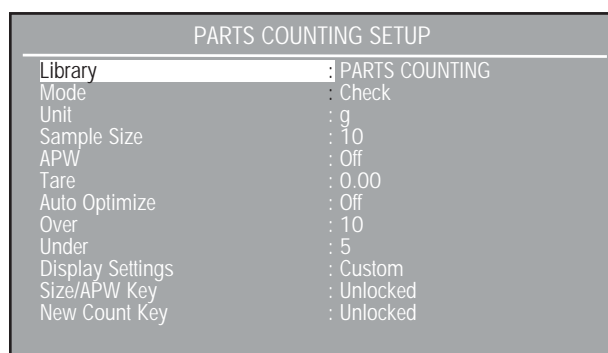 PARTS COUNTING SETUP
Library : PARTS COUNTING
Mode : Check
Unit : g
Sample Size : 10
APW : Off
Tare : 0.00
Auto Optimize : Off
Over : 10
Under : 5
Display Settings : Custom
Size/APW Key : Unlocked
New Count Key : Unlocked